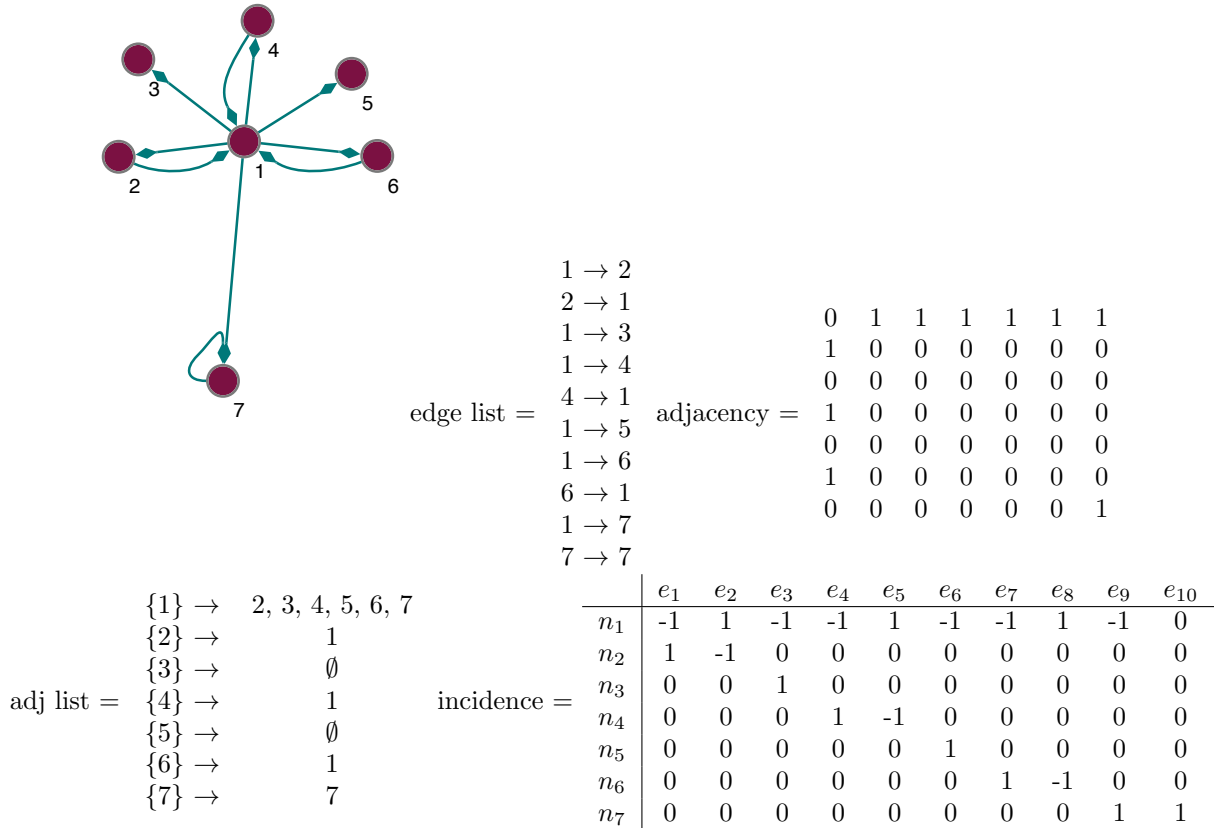 4
3
5
2
1
6
7
edge list =
1 → 2
2 → 1
1 → 3
1 → 4
4 → 1
1 → 5
1 → 6
6 → 1
1 → 7
7 → 7
adjacency =
0 1 1 1 1 1 1
1 0 0 0 0 0 0
0 0 0 0 0 0 0
1 0 0 0 0 0 0
0 0 0 0 0 0 0
1 0 0 0 0 0 0
0 0 0 0 0 0 1
adj list =
{1} → 2, 3, 4, 5, 6, 7
{2} → 1
{3} → ∅
{4} → 1
{5} → ∅
{6} → 1
{7} → 7
incidence =
e₁ e₂ e₃ e₄ e₅ e₆ e₇ e₈ e₉ e₁₀
n₁ -1 1 -1 -1 1 -1 -1 1 -1 0
n₂ 1 -1 0 0 0 0 0 0 0 0
n₃ 0 0 1 0 0 0 0 0 0 0
n₄ 0 0 0 1 -1 0 0 0 0 0
n₅ 0 0 0 0 0 1 0 0 0 0
n₆ 0 0 0 0 0 0 1 -1 0 0
n₇ 0 0 0 0 0 0 0 0 1 1